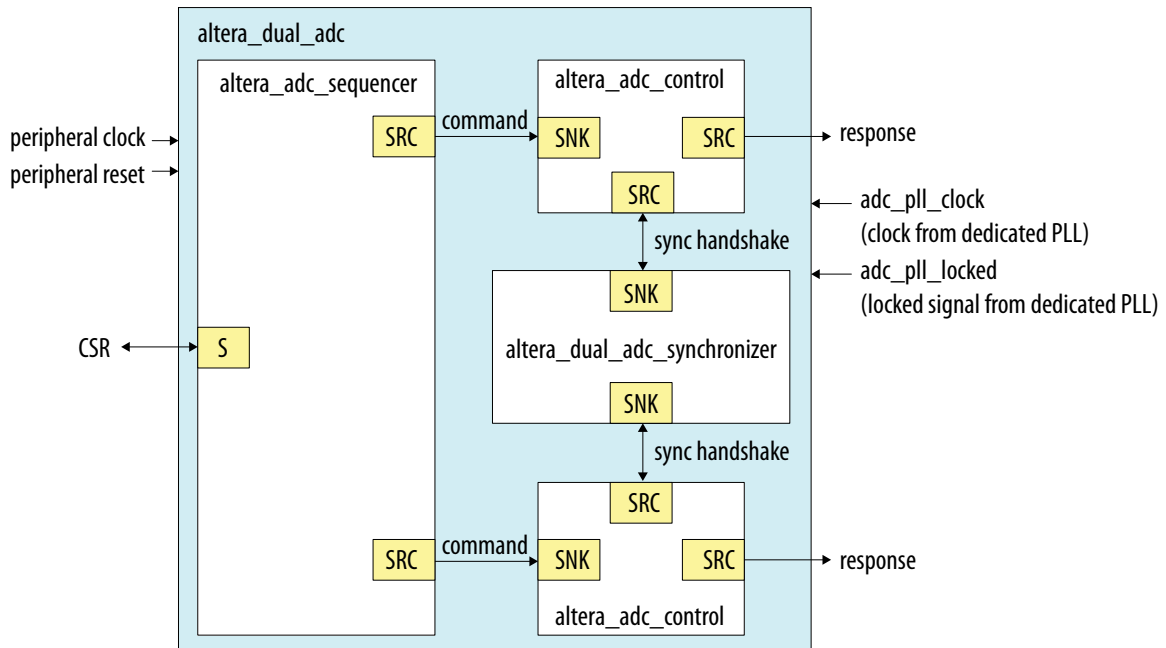 altera_dual_adc
altera_adc_sequencer
altera_adc_control
peripheral clock
peripheral reset
SRC
command
SNK
SRC
response
SRC
adc_pll_clock
(clock from dedicated PLL)
sync handshake
adc_pll_locked
(locked signal from dedicated PLL)
SNK
CSR
S
altera_dual_adc_synchronizer
SNK
sync handshake
SRC
SRC
command
SNK
SRC
response
altera_adc_control